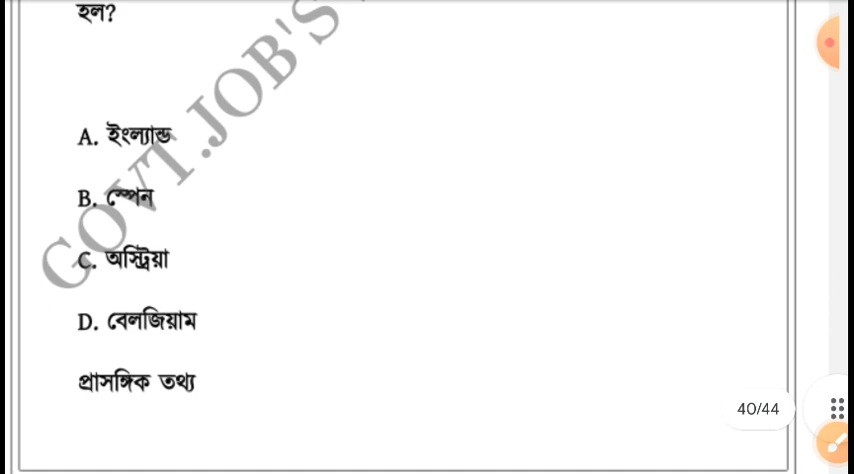 হল?
GOVT.JOB'S
A. ইংল্যান্ড
B. স্পেন
C. অস্ট্রিয়া
D. বেলজিয়াম
প্রাসঙ্গিক তথ্য
40/44